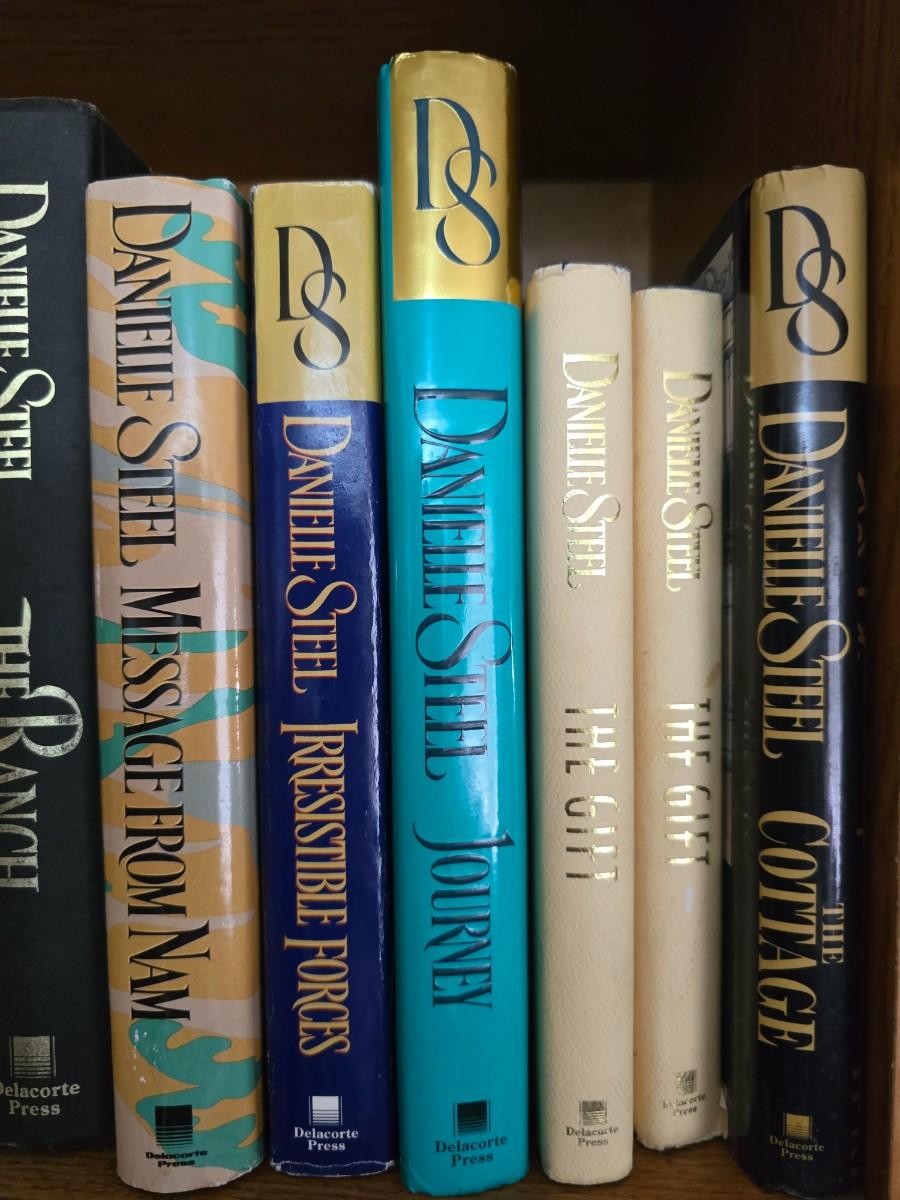 DANIELLE STEEL
THE RANCH
Delacorte
Press
DANIELLE STEEL MESSAGE FROM NAM
Delacorte
Press
DS
DANIELLE STEEL IRRESISTIBLE FORCES
Delacorte
Press
DS
DANIELLE STEEL JOURNEY
Delacorte
Press
DANIELLE STEEL
THE GIFT
Delacorte
Press
DANIELLE STEEL
THE GIFT
Delacorte
Press
DS
DANIELLE STEEL
THE
COTTAGE
Delacorte
Press